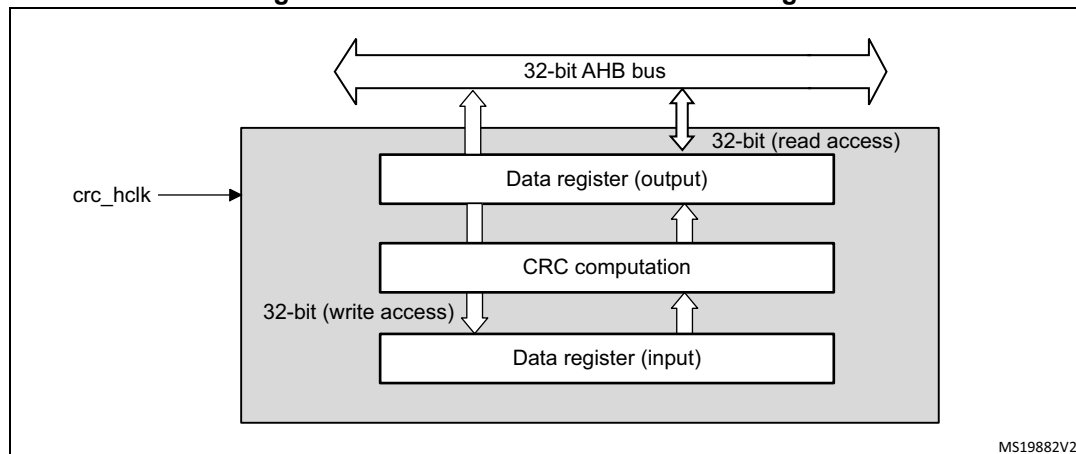 32-bit AHB bus
32-bit (read access)
Data register (output)
crc_hclk
CRC computation
32-bit (write access)
Data register (input)
MS19882V2